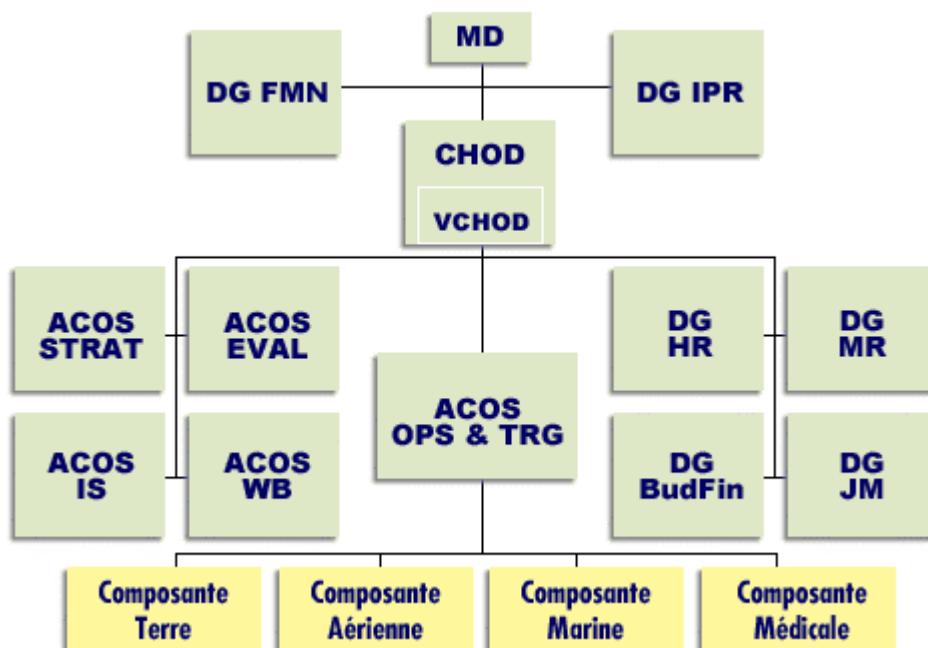 MD
DG FMN
DG IPR
CHOD
VCHOD
ACOS
STRAT
ACOS
EVAL
DG
HR
DG
MR
ACOS
OPS & TRG
ACOS
IS
ACOS
WB
DG
BudFin
DG
JM
Composante
Terre
Composante
Aérienne
Composante
Marine
Composante
Médicale